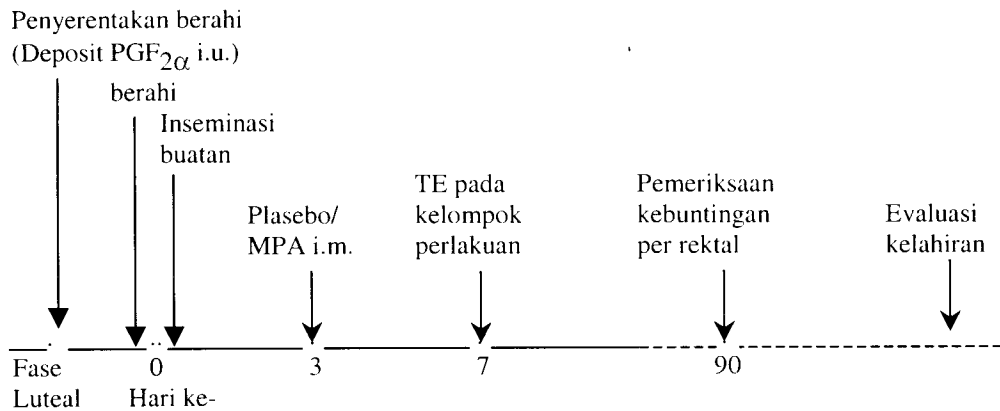 Penyerentakan berahi
(Deposit PGF2α i.u.)
berahi
Inseminasi
buatan
Plasebo/
MPA i.m.
TE pada
kelompok
perlakuan
Pemeriksaan
kebuntingan
per rektal
Evaluasi
kelahiran
Fase
Luteal
0
Hari ke-
3
7
90